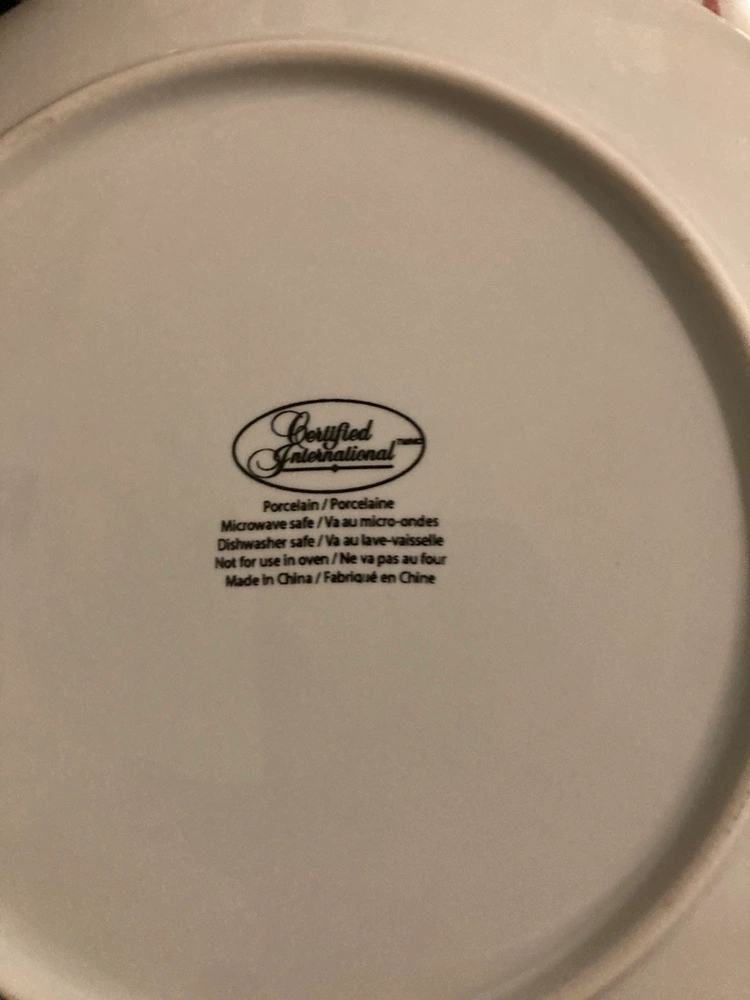 Certified
International
Porcelain / Porcelaine
Microwave safe / Va au micro-ondes
Dishwasher safe / Va au lave-vaisselle
Not for use in oven / Ne va pas au four
Made in China / Fabriqué en Chine